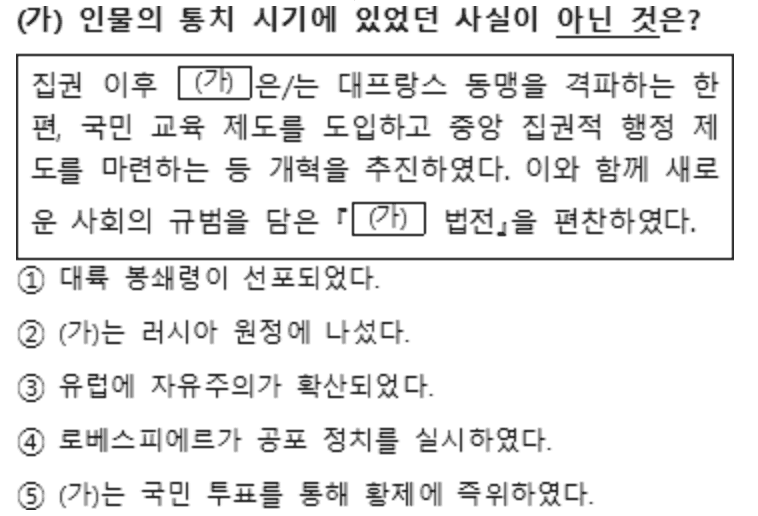 (가) 인물의 통치 시기에 있었던 사실이 아닌 것은?
집권 이후 (가) 은/는 대프랑스 동맹을 격파하는 한
편, 국민 교육 제도를 도입하고 중앙 집권적 행정 제
도를 마련하는 등 개혁을 추진하였다. 이와 함께 새로
운 사회의 규범을 담은 『 (가) 법전』을 편찬하였다.
① 대륙 봉쇄령이 선포되었다.
② (가)는 러시아 원정에 나섰다.
③ 유럽에 자유주의가 확산되었다.
④ 로베스피에르가 공포 정치를 실시하였다.
⑤ (가)는 국민 투표를 통해 황제에 즉위하였다.